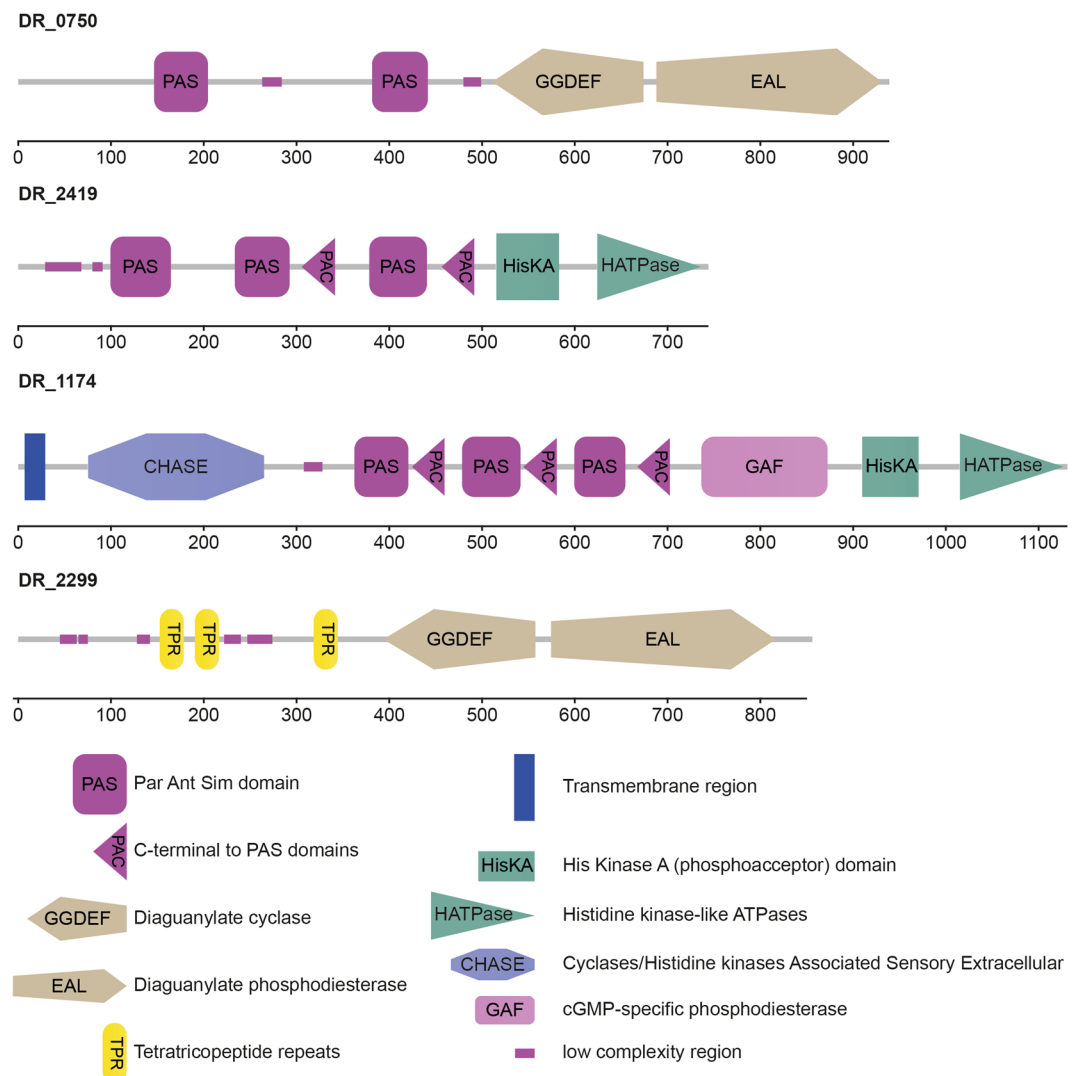 DR_0750
PAS PAS GGDEF EAL
0 100 200 300 400 500 600 700 800 900
DR_2419
PAS PAS PAC PAS PAC HisKA HATPase
0 100 200 300 400 500 600 700
DR_1174
CHASE PAS PAC PAS PAC PAS PAC GAF HisKA HATPase
0 100 200 300 400 500 600 700 800 900 1000 1100
DR_2299
TPR TPR TPR GGDEF EAL
0 100 200 300 400 500 600 700 800
PAS Par Ant Sim domain
PAC C-terminal to PAS domains
GGDEF Diaguanylate cyclase
EAL Diaguanylate phosphodiesterase
TPR Tetratricopeptide repeats
Transmembrane region
HisKA His Kinase A (phosphoacceptor) domain
HATPase Histidine kinase-like ATPases
CHASE Cyclases/Histidine kinases Associated Sensory Extracellular
GAF cGMP-specific phosphodiesterase
low complexity region